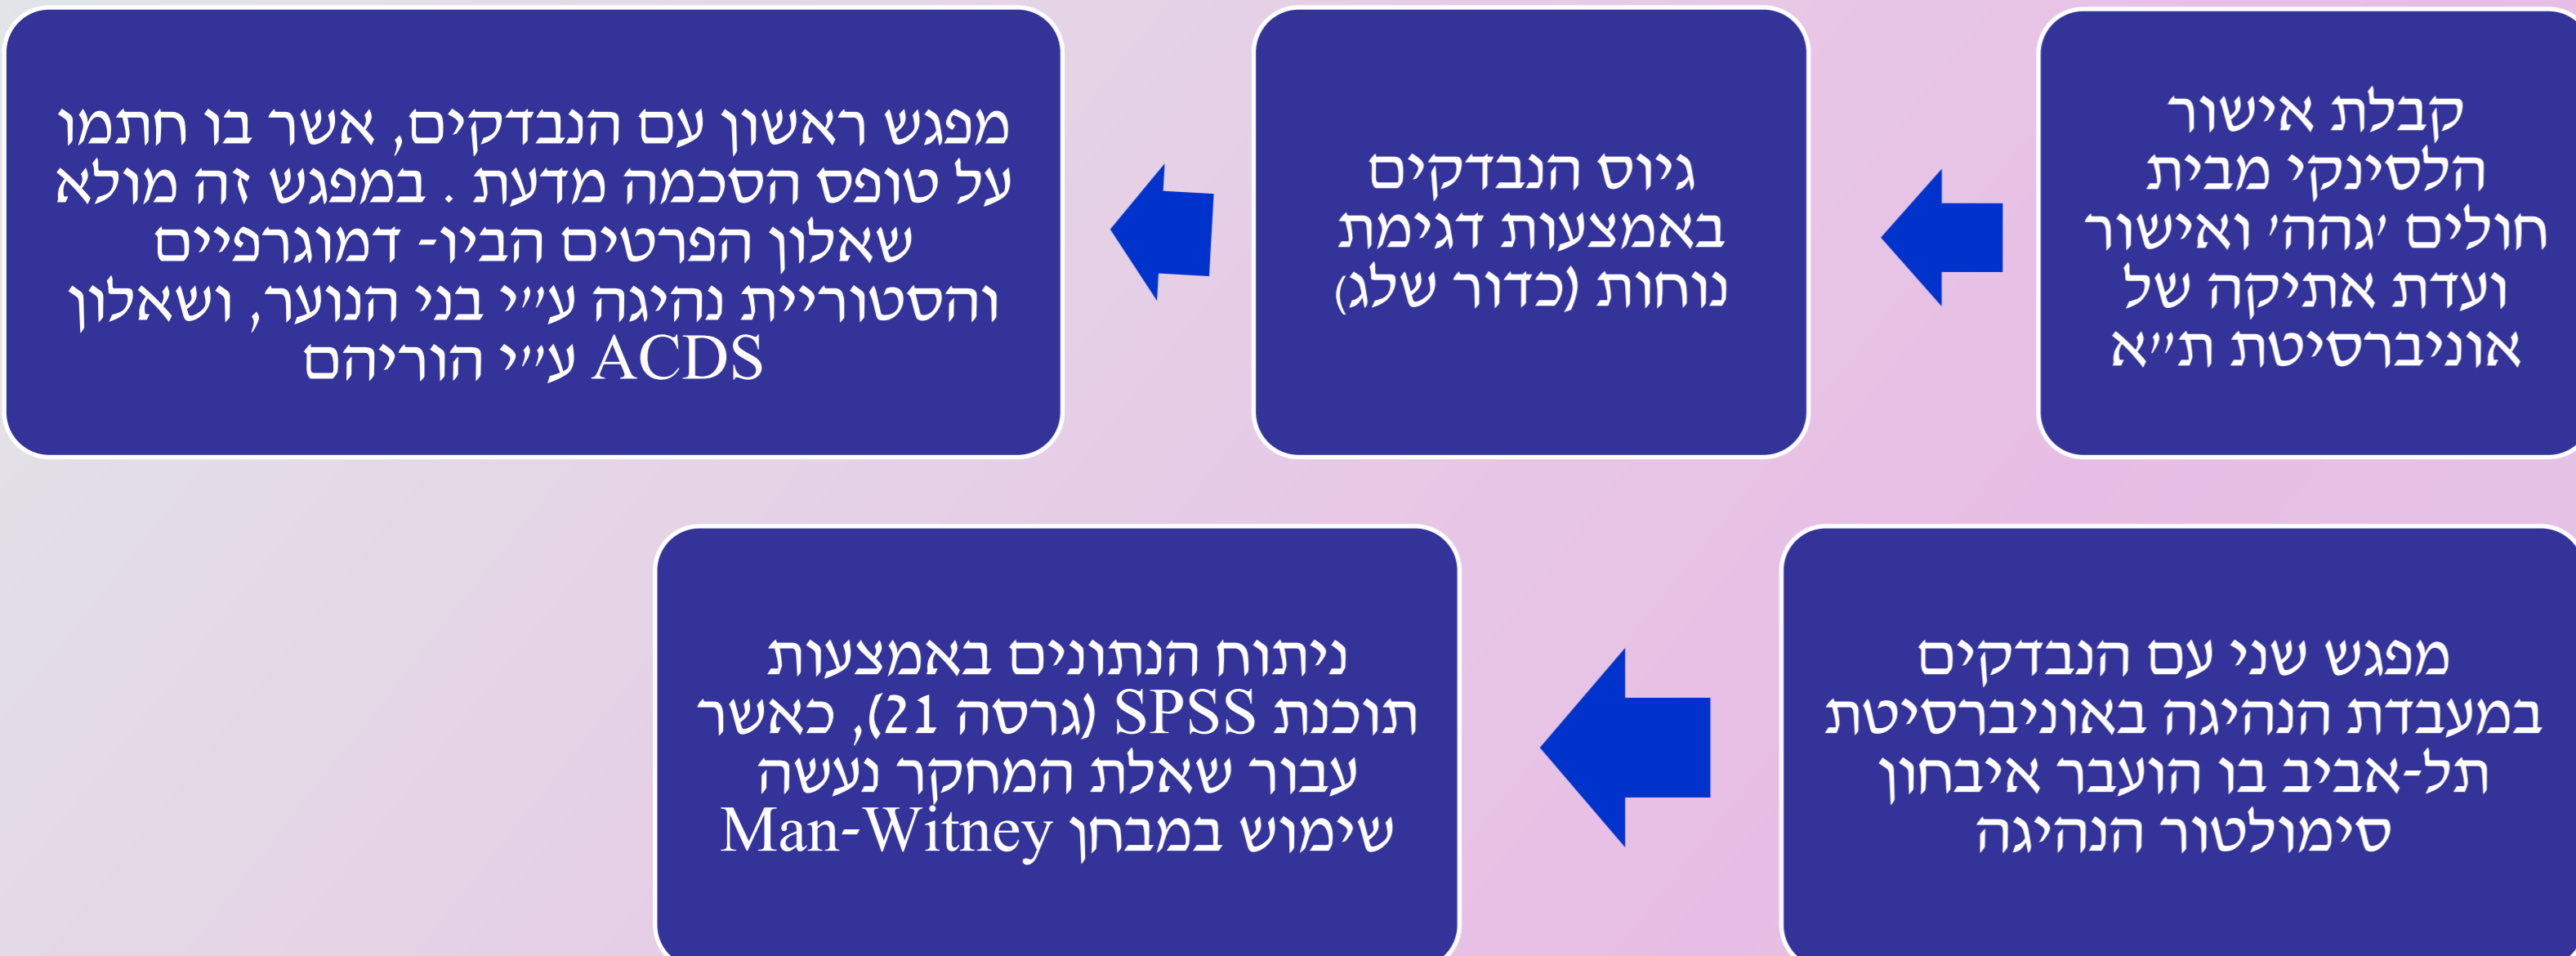 קבלת אישור
הלסינקי מבית
חולים 'גהה' ואישור
ועדת אתיקה של
אוניברסיטת ת"א
גיוס הנבדקים
באמצעות דגימת
נוחות (כדור שלג)
מפגש ראשון עם הנבדקים, אשר בו חתמו
על טופס הסכמה מדעת . במפגש זה מולא
שאלון הפרטים הביו- דמוגרפיים
והסטוריית נהיגה ע"י בני הנוער, ושאלון
ACDS ע"י הוריהם
מפגש שני עם הנבדקים
במעבדת הנהיגה באוניברסיטת
תל-אביב בו הועבר איבחון
סימולטור הנהיגה
ניתוח הנתונים באמצעות
תוכנת SPSS (גרסה 21), כאשר
עבור שאלת המחקר נעשה
שימוש במבחן Man-Witney